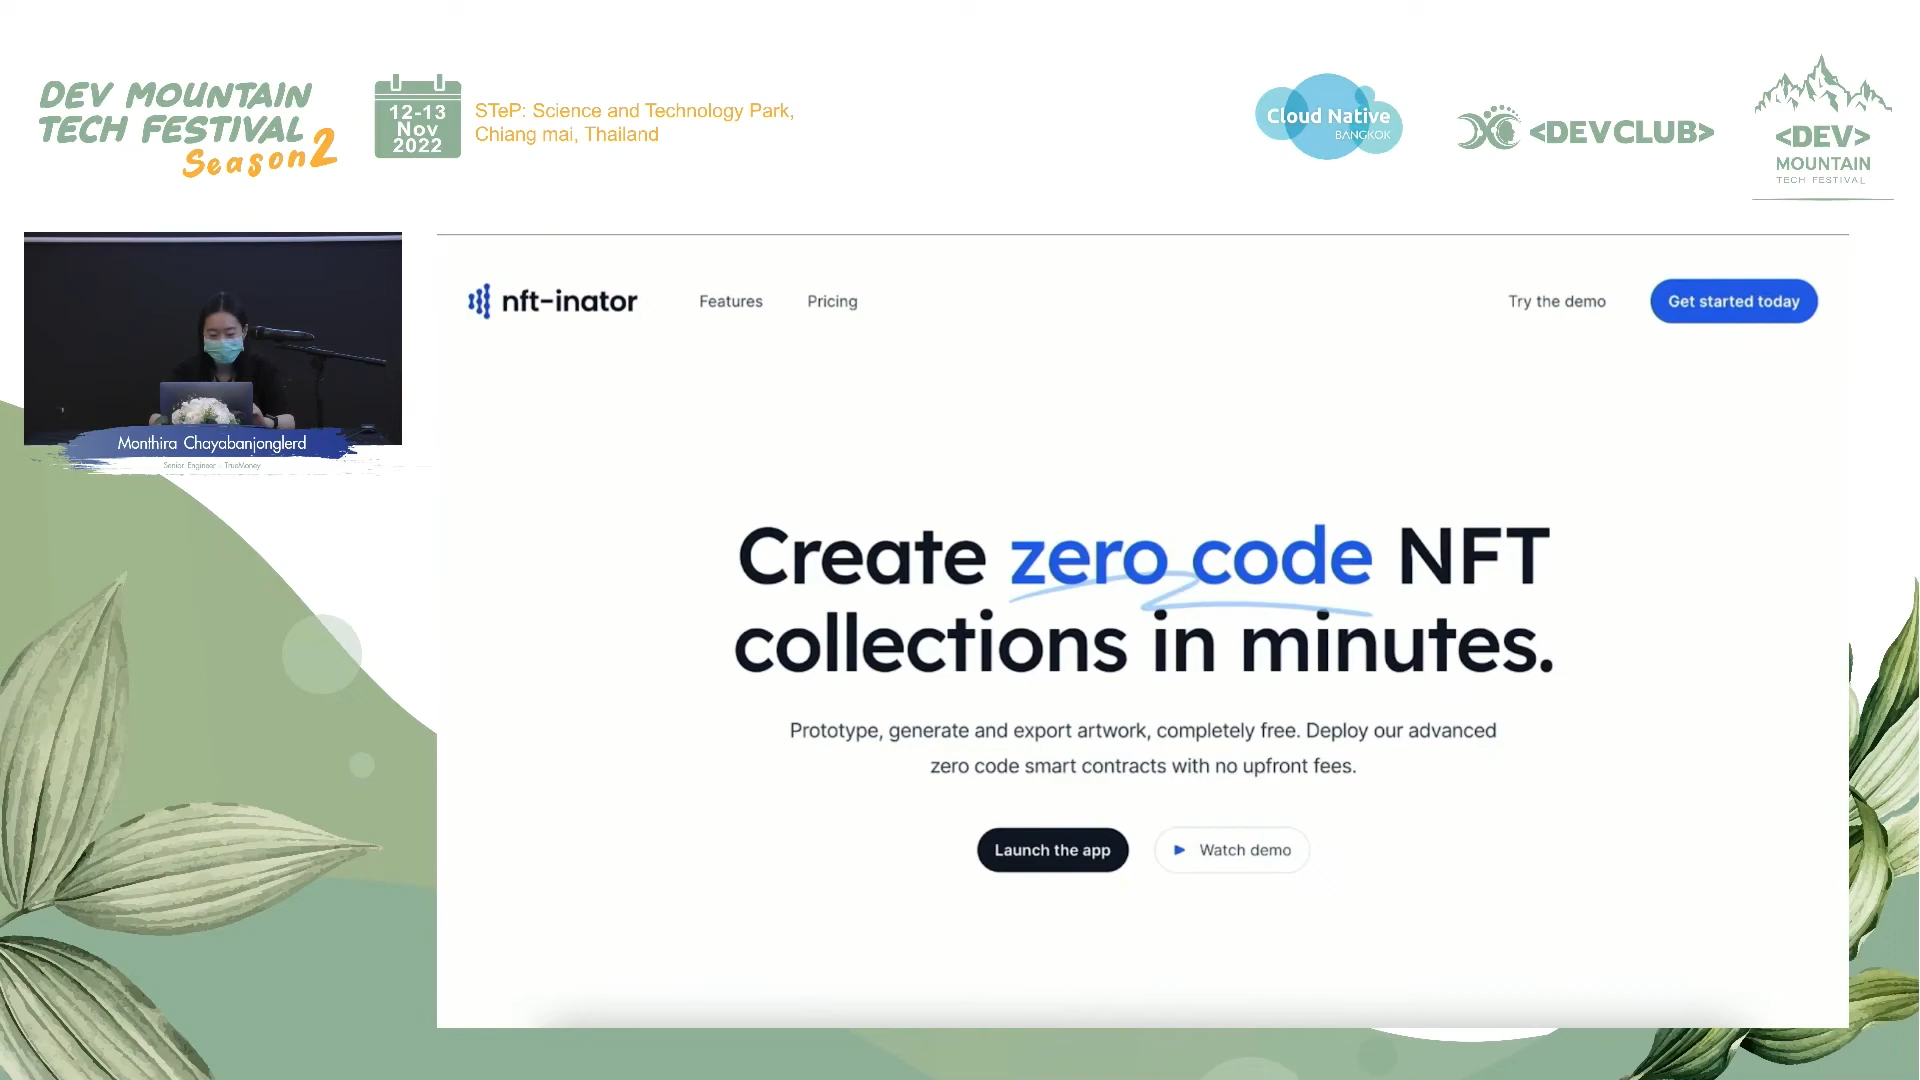 DEV MOUNTAIN
TECH FESTIVAL
Season2
12-13
Nov
2022
STeP: Science and Technology Park,
Chiang mai, Thailand
Cloud Native
BANGKOK
<DEVCLUB>
<DEV>
MOUNTAIN
TECH FESTIVAL
Monthira Chayabanjonglerd
Senior Engineer - TrueMoney
nft-inator
Features
Pricing
Try the demo
Get started today
Create zero code NFT
collections in minutes.
Prototype, generate and export artwork, completely free. Deploy our advanced
zero code smart contracts with no upfront fees.
Launch the app
Watch demo